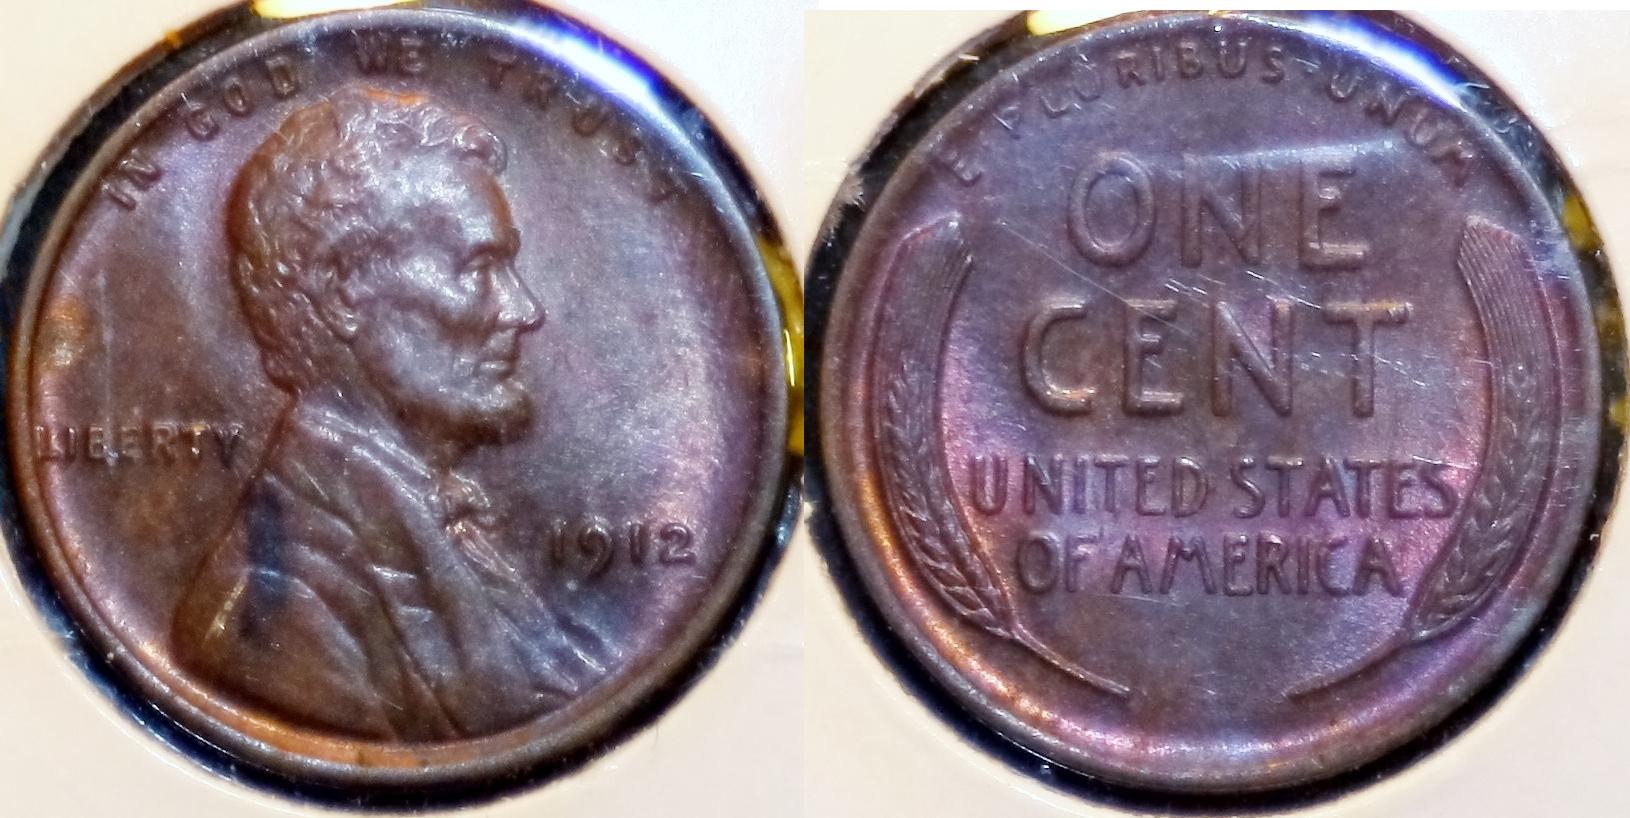 IN GOD WE TRUST
LIBERTY
1912
E·PLURIBUS·UNUM
ONE
CENT
UNITED STATES
OF AMERICA